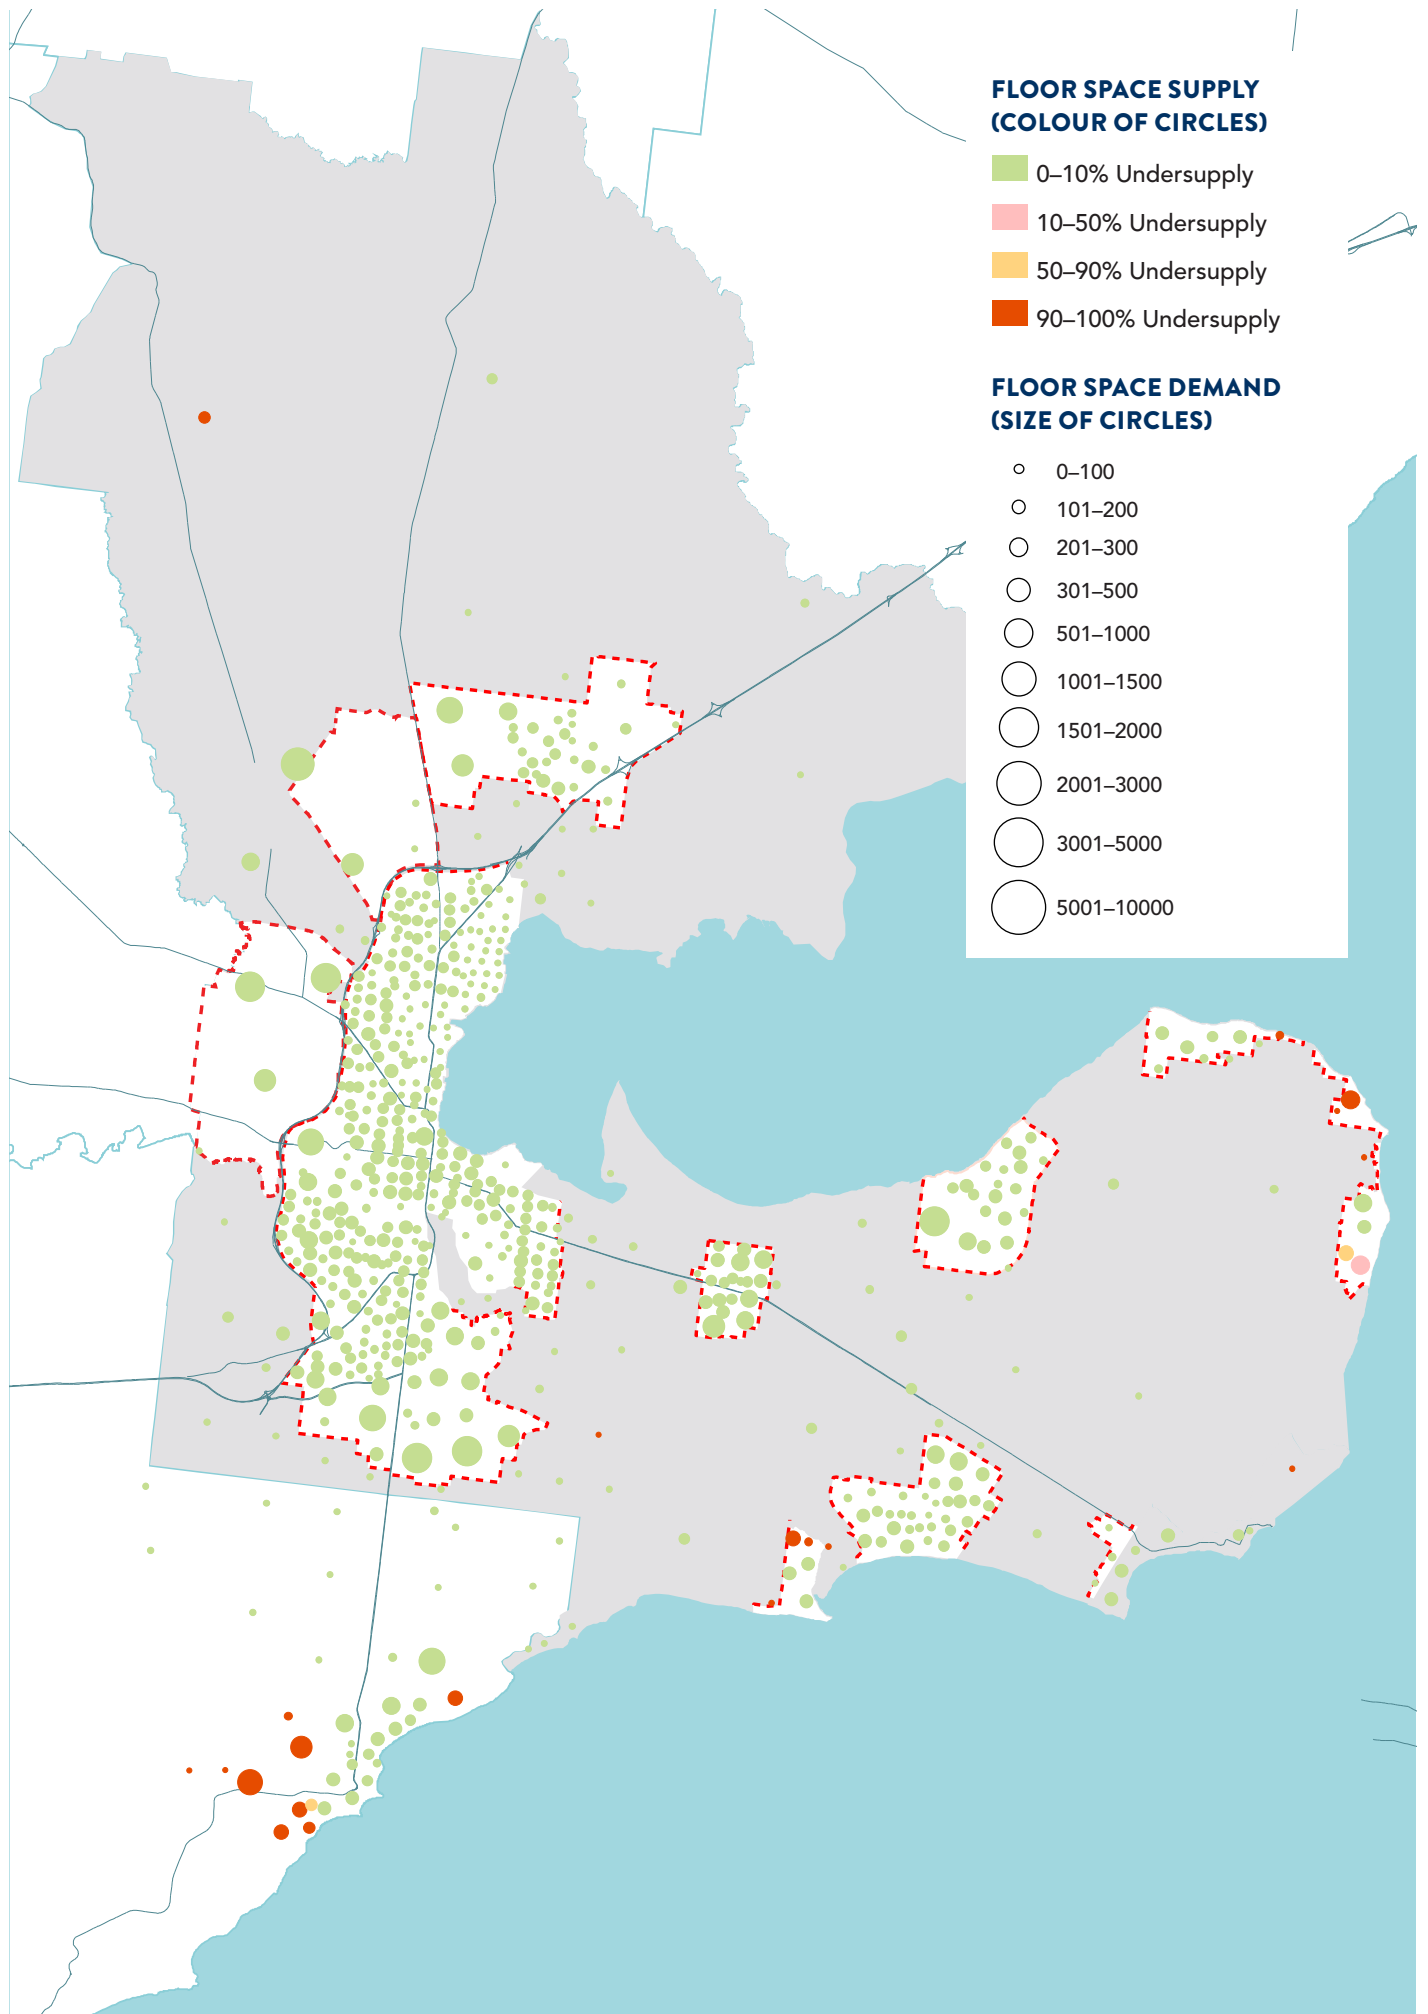 FLOOR SPACE SUPPLY
(COLOUR OF CIRCLES)
0–10% Undersupply
10–50% Undersupply
50–90% Undersupply
90–100% Undersupply
FLOOR SPACE DEMAND
(SIZE OF CIRCLES)
0–100
101–200
201–300
301–500
501–1000
1001–1500
1501–2000
2001–3000
3001–5000
5001–10000